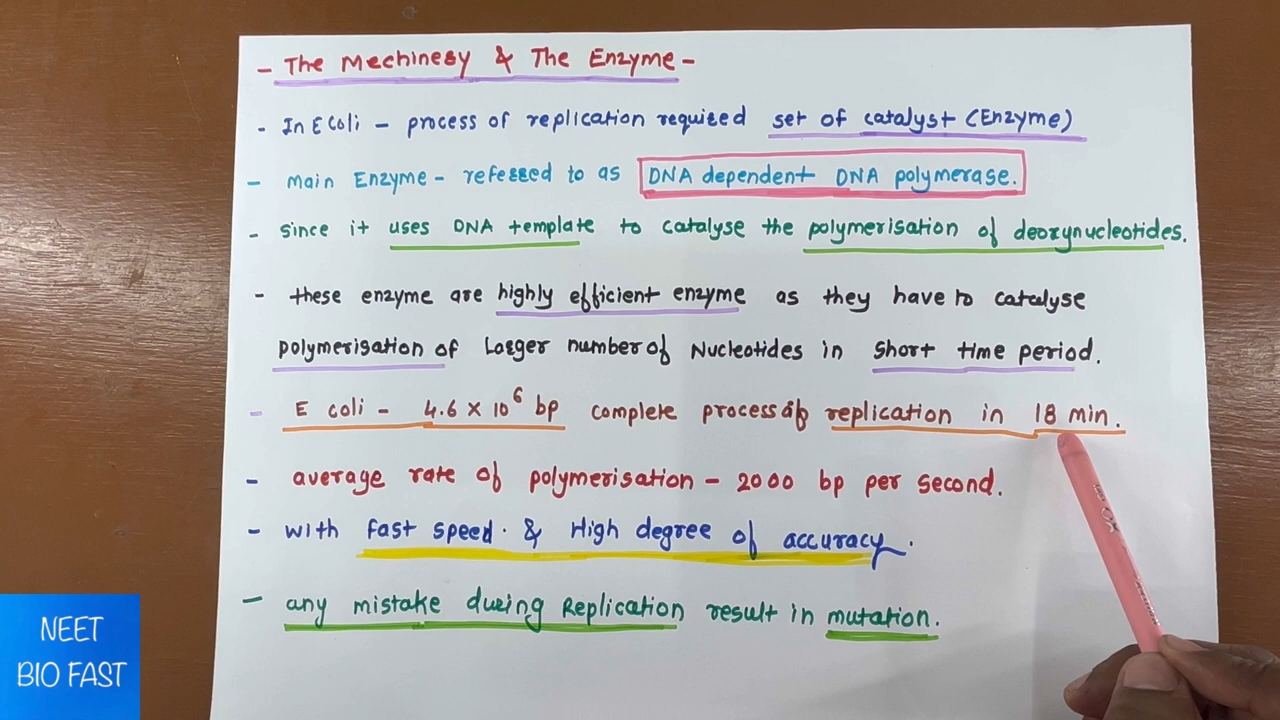 - The Mechinery & The Enzyme -
- In E Coli - process of replication required set of catalyst (Enzyme)
- Main Enzyme - referred to as DNA dependent DNA polymerase.
- since it uses DNA template to catalyse the polymerisation of deoxynucleotides.
- these enzyme are highly efficient enzyme as they have to catalyse
polymerisation of Larger number of Nucleotides in short time period.
- E coli - 4.6 x 10⁶ bp complete process of replication in 18 min.
- average rate of polymerisation - 2000 bp per second.
- with fast speed. & High degree of accuracy.
- any mistake during Replication result in mutation.
NEET
BIO FAST